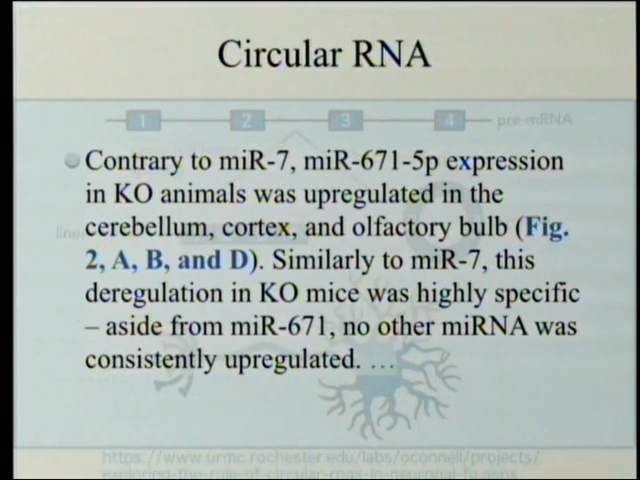 Circular RNA
1 2 3 4 pre-mRNA
Contrary to miR-7, miR-671-5p expression
in KO animals was upregulated in the
cerebellum, cortex, and olfactory bulb (Fig.
2, A, B, and D). Similarly to miR-7, this
deregulation in KO mice was highly specific
– aside from miR-671, no other miRNA was
consistently upregulated. …
https://www.urmc.rochester.edu/labs/oconnell/projects/